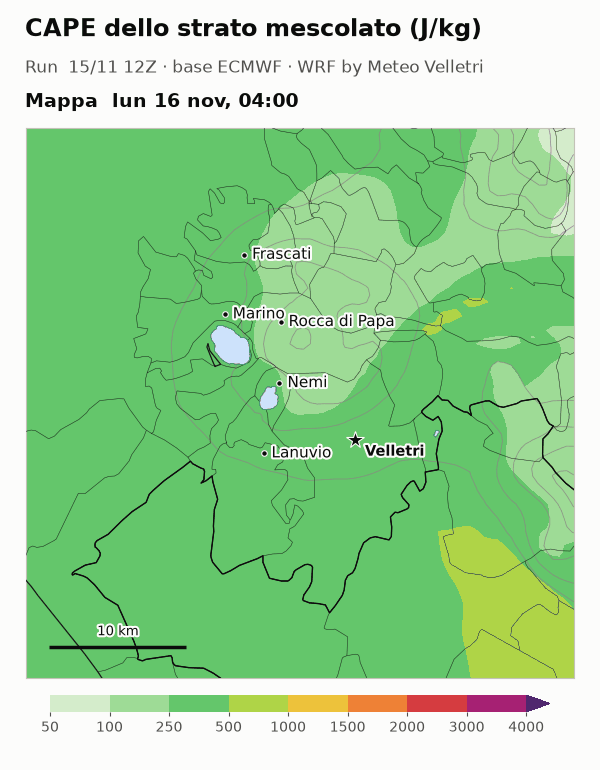 CAPE dello strato mescolato (J/kg)
Run  15/11 12Z · base ECMWF · WRF by Meteo Velletri
Mappa  lun 16 nov, 04:00
Frascati
Marino
Rocca di Papa
Nemi
Velletri
Lanuvio
10 km
50 100 250 500 1000 1500 2000 3000 4000